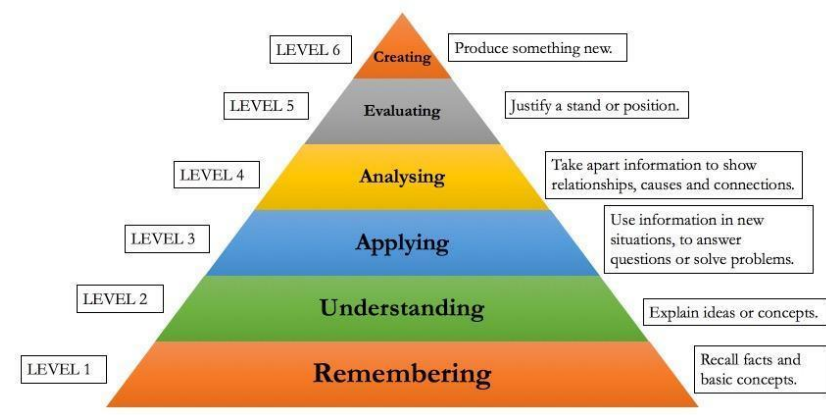 LEVEL 6
Creating
Produce something new.
LEVEL 5
Evaluating
Justify a stand or position.
LEVEL 4
Analysing
Take apart information to show
relationships, causes and connections.
LEVEL 3
Applying
Use information in new
situations, to answer
questions or solve problems.
LEVEL 2
Understanding
Explain ideas or concepts.
LEVEL 1
Remembering
Recall facts and
basic concepts.